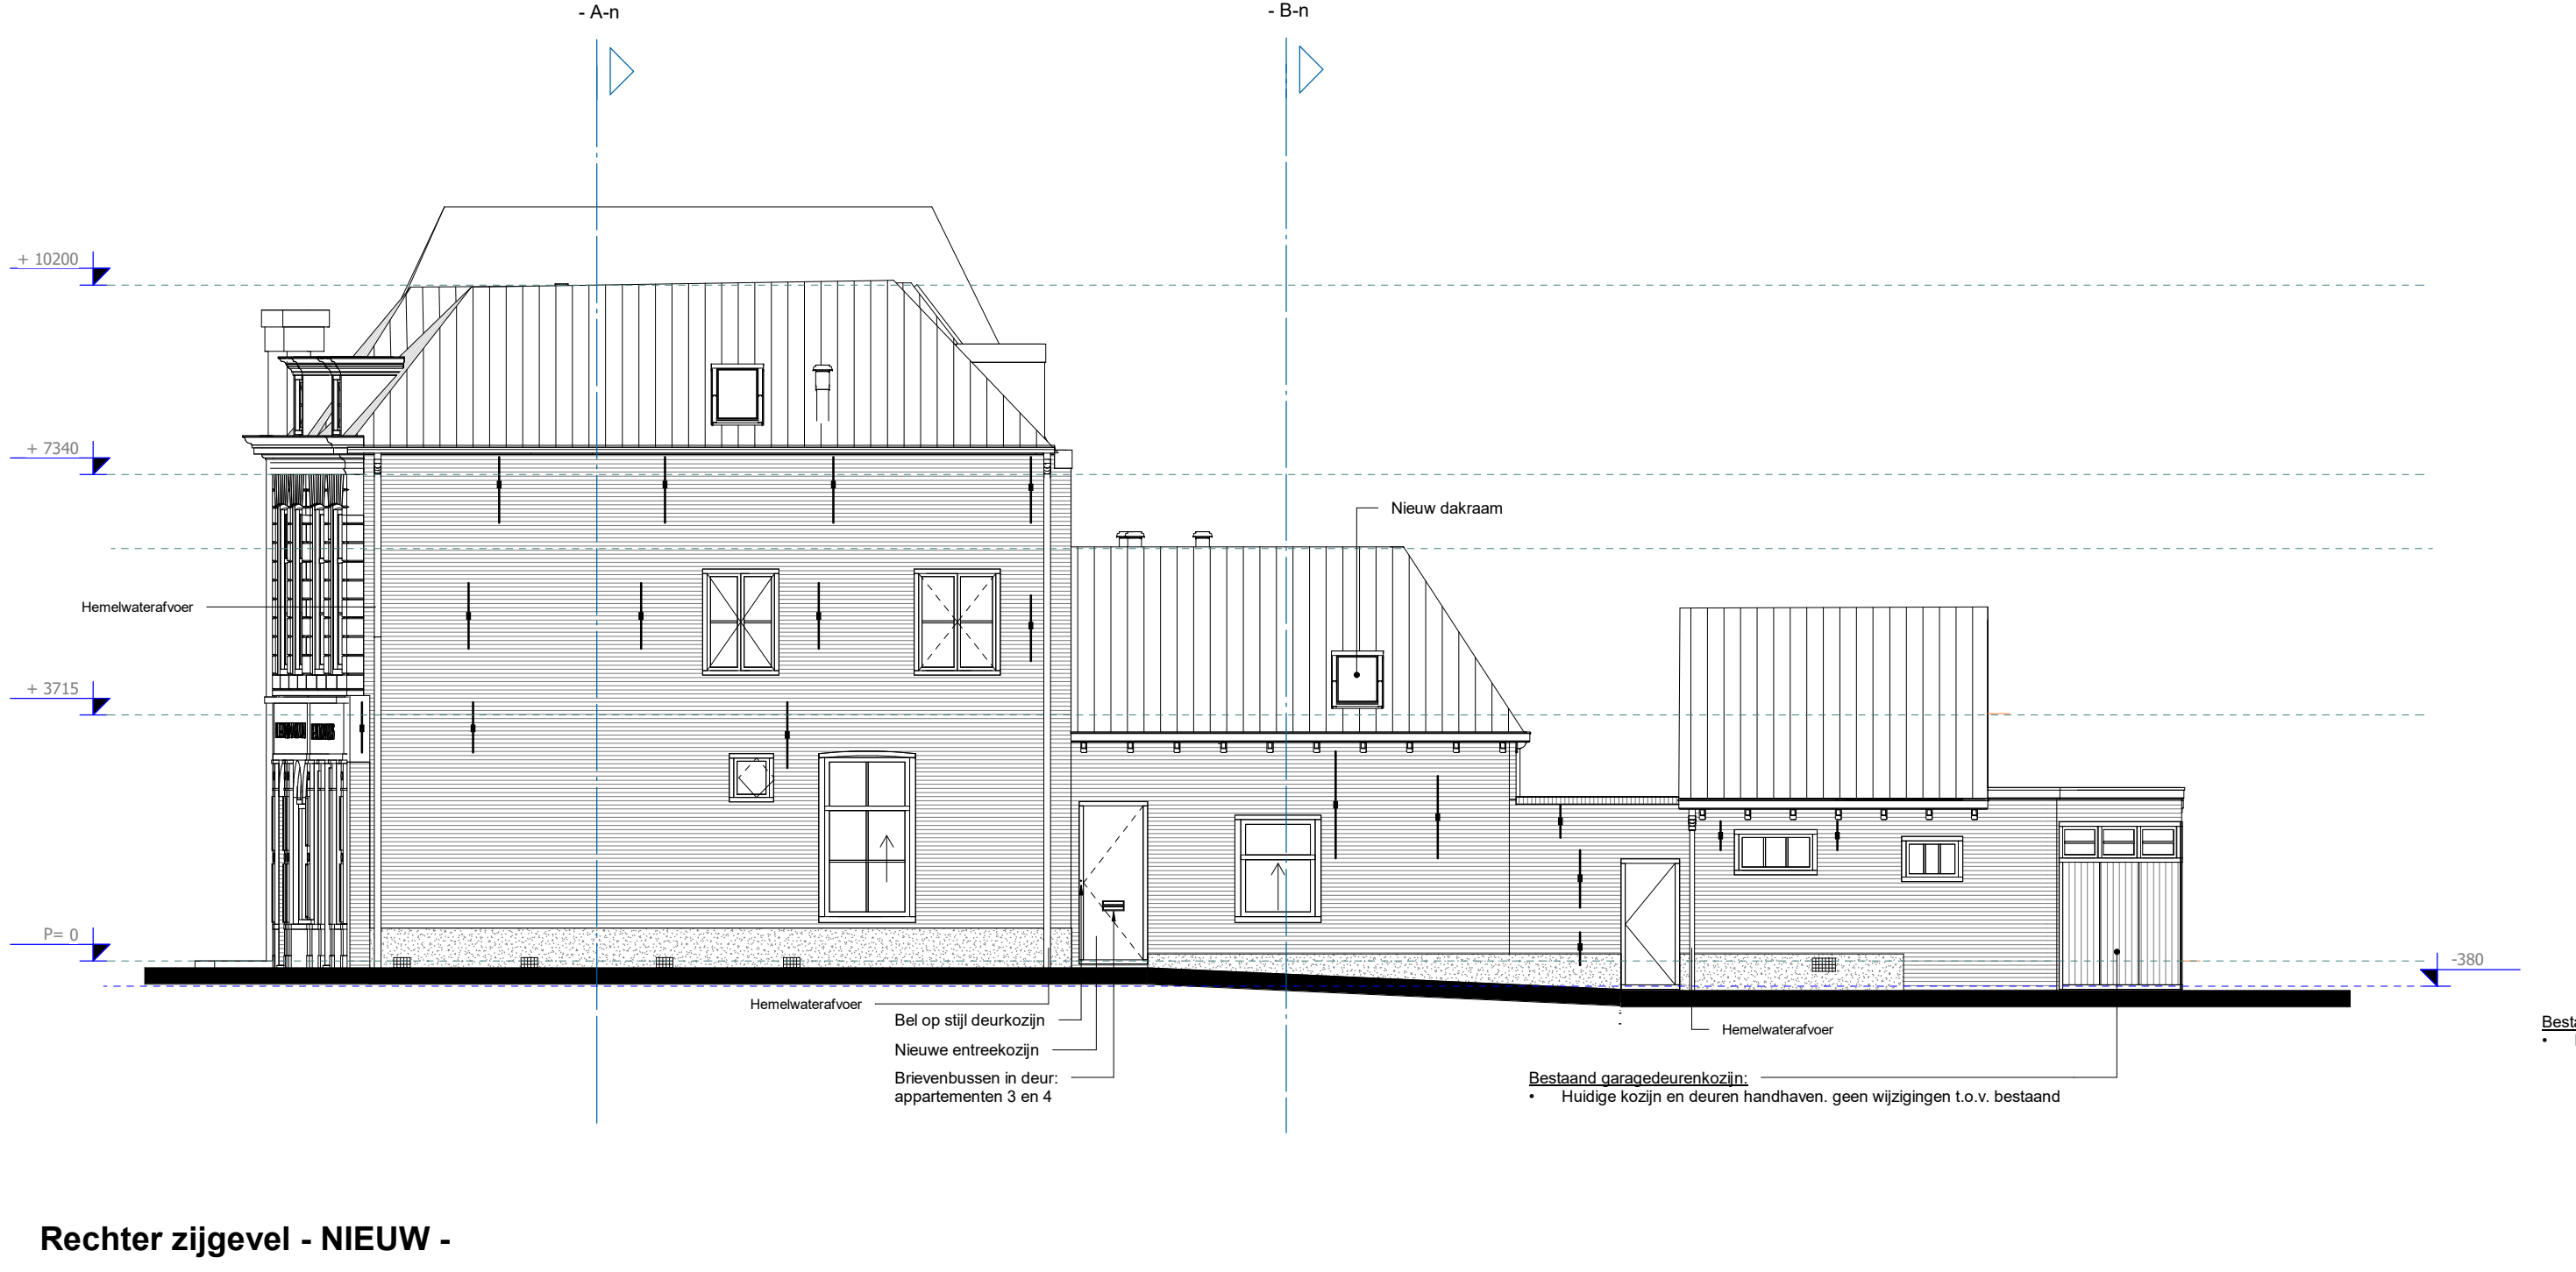 - A-n
- B-n
+ 10200
+ 7340
Nieuw dakraam
Hemelwaterafvoer
+ 3715
P= 0
-380
Hemelwaterafvoer
Bel op stijl deurkozijn
Nieuwe entreekozijn
Brievenbussen in deur:
appartementen 3 en 4
Hemelwaterafvoer
Bestaand garagedeurenkozijn:
• Huidige kozijn en deuren handhaven. geen wijzigingen t.o.v. bestaand
Besta
•
Rechter zijgevel - NIEUW -